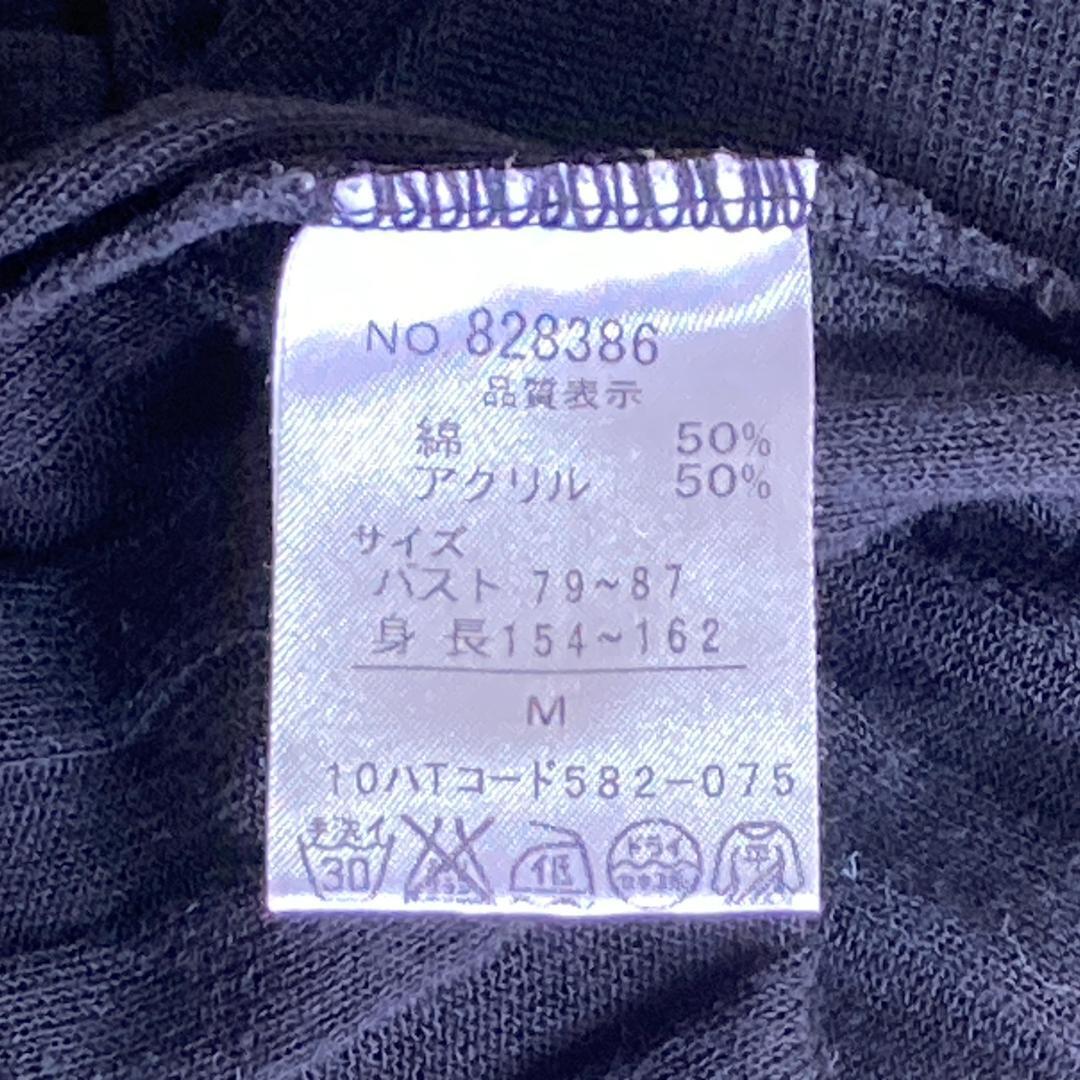 NO 828386
品質表示
綿 50%
アクリル 50%
サイズ
バスト 79~87
身長154~162
M
10ハTコード582-075
手洗イ 30 低 ドライ 平